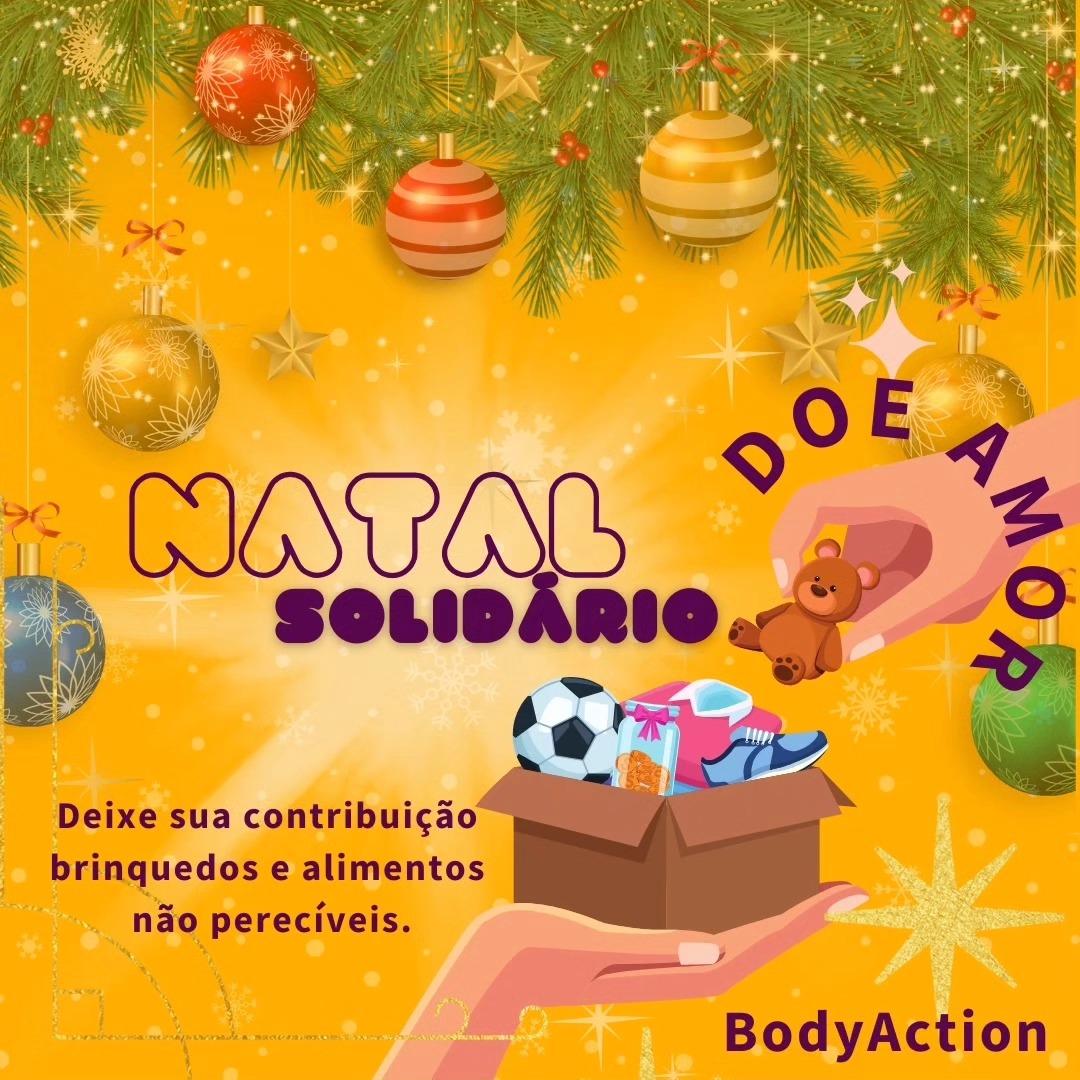 DOE AMOR
NATAL
SOLIDÁRIO
Deixe sua contribuição
brinquedos e alimentos
não perecíveis.
BodyAction